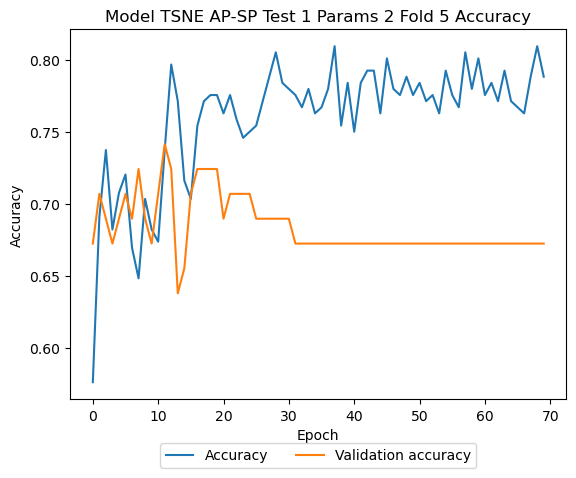 Model TSNE AP-SP Test 1 Params 2 Fold 5 Accuracy
0.80
0.75
0.70
0.65
0.60
Accuracy
0 10 20 30 40 50 60 70
Epoch
Accuracy Validation accuracy